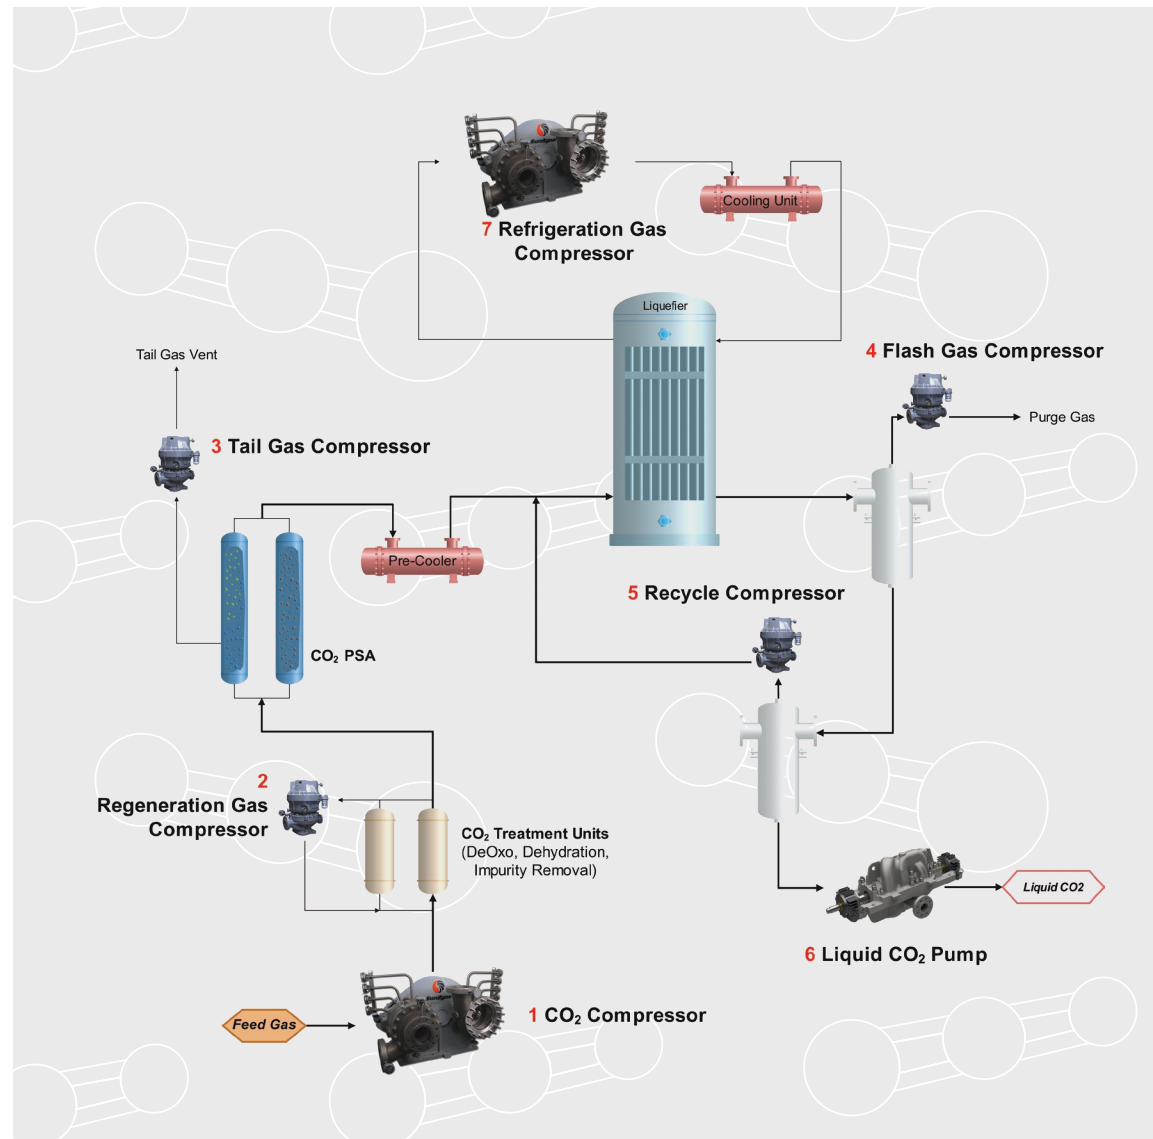 Cooling Unit
7 Refrigeration Gas
Compressor
Liquefier
Tail Gas Vent
4 Flash Gas Compressor
Purge Gas
3 Tail Gas Compressor
Pre-Cooler
5 Recycle Compressor
CO₂ PSA
2
Regeneration Gas
Compressor
CO₂ Treatment Units
(DeOxo, Dehydration,
Impurity Removal)
Liquid CO2
6 Liquid CO₂ Pump
Feed Gas
1 CO₂ Compressor